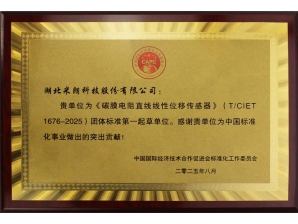 CAPC
湖北米朗科技股份有限公司：
贵单位为《碳膜电阻直线线性位移传感器》（T/CIET
1676-2025）团体标准第一起草单位。感谢贵单位为中国标准
化事业做出的突出贡献！
中国国际经济技术合作促进会标准化工作委员会
二零二五年八月